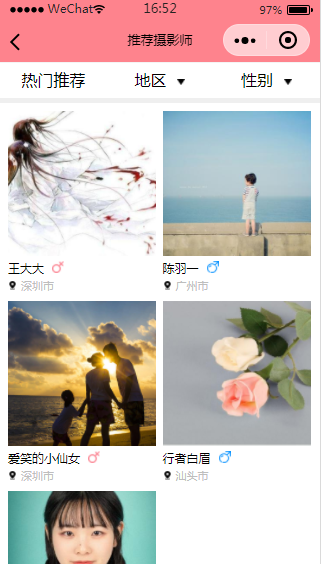 WeChat 16:52 97%
推荐摄影师
热门推荐 地区 性别
王大大 陈羽一
深圳市 广州市
爱笑的小仙女 行者白眉
深圳市 汕头市